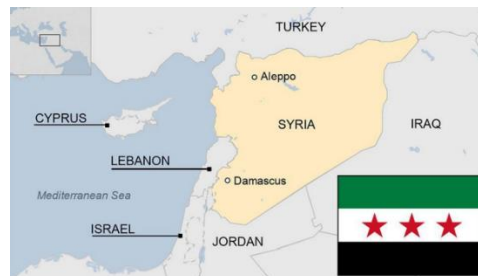 TURKEY
Aleppo
CYPRUS
SYRIA
IRAQ
LEBANON
Damascus
Mediterranean Sea
ISRAEL
JORDAN